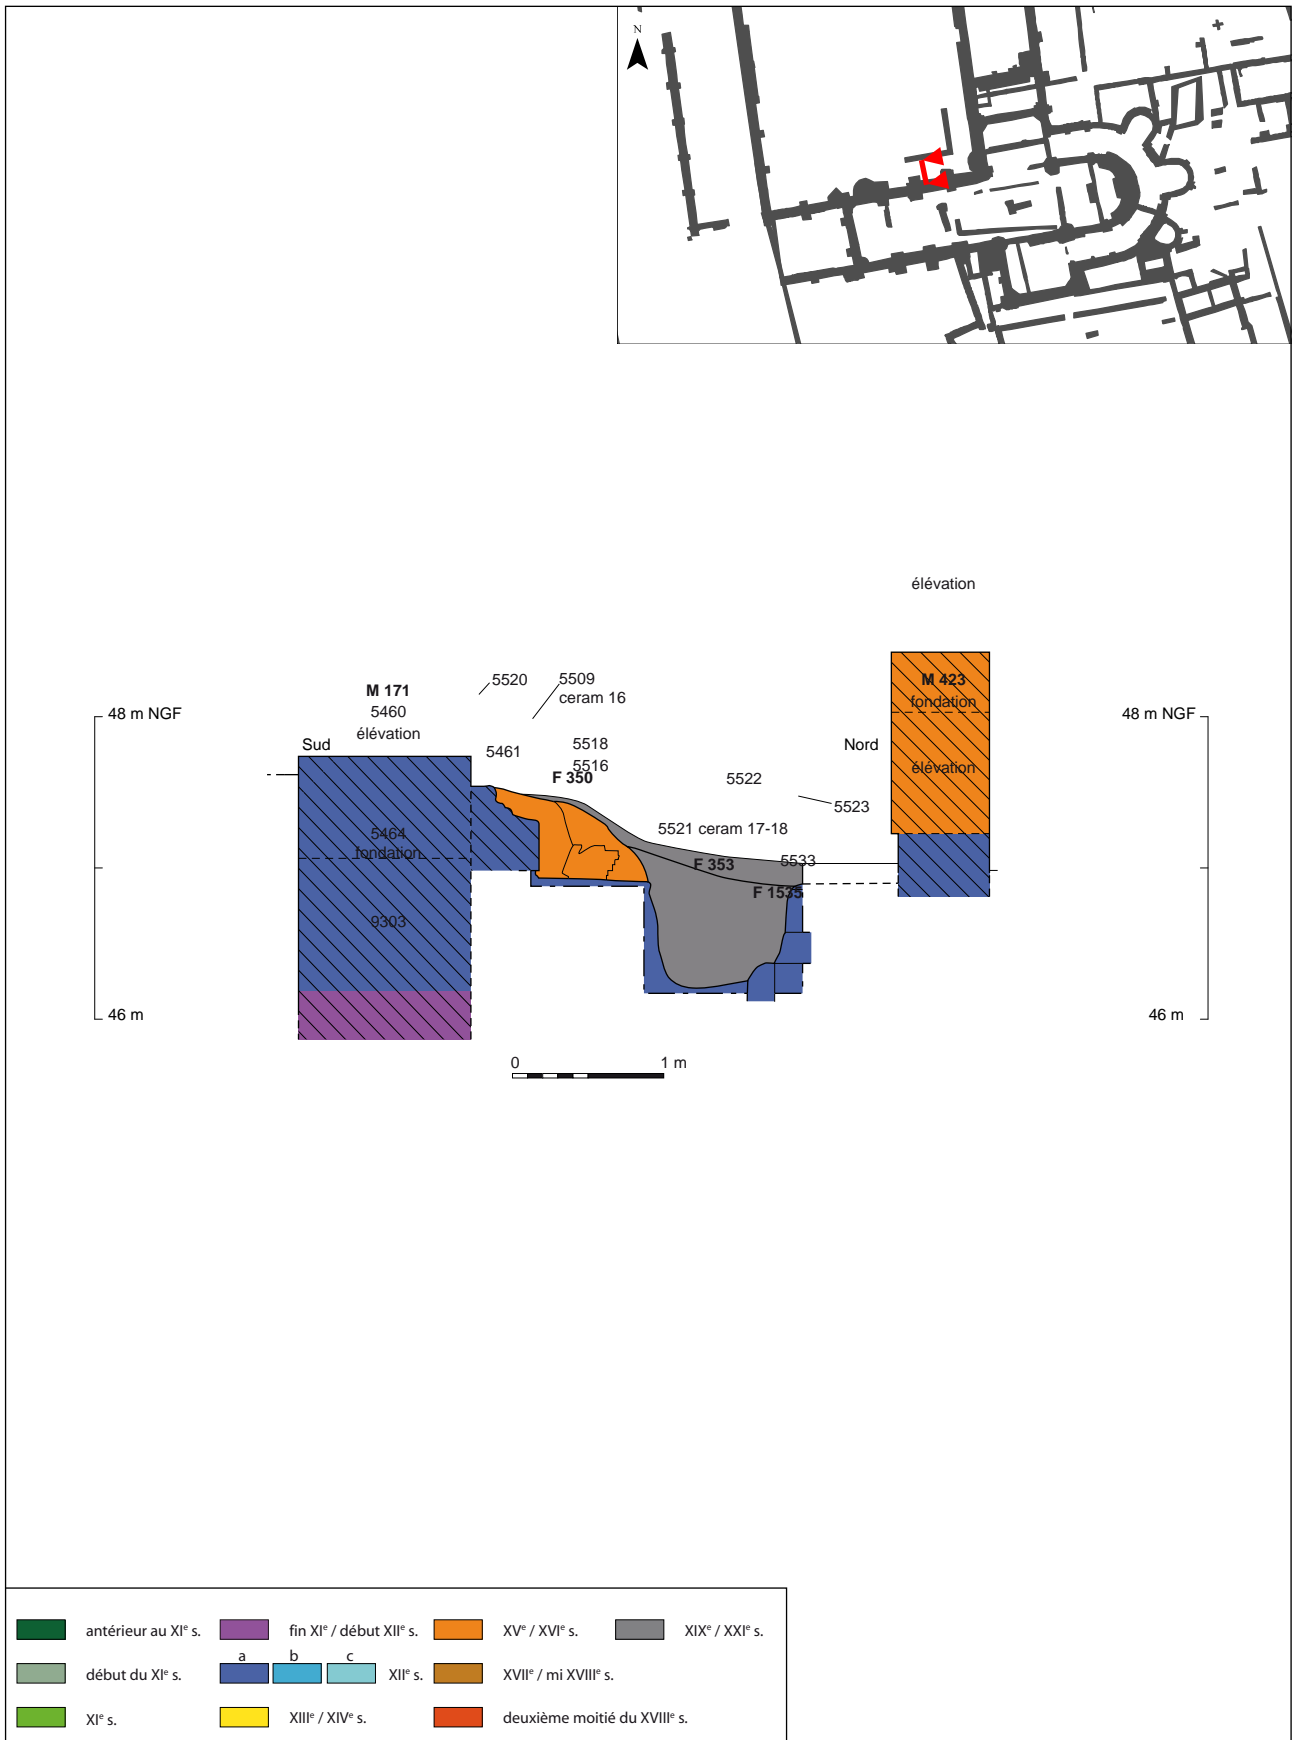 N
élévation
5520
5509
M 423
M 171
ceram 16
fondation
5460
48 m NGF
48 m NGF
élévation
Sud
5461
5518
Nord
5516
élévation
F 350
5522
5523
5521 ceram 17-18
5464
fondation
F 353
5533
F 1535
9303
46 m
46 m
0 1 m
antérieur au XIe s.
fin XIe / début XIIe s.
XVe / XVIe s.
XIXe / XXIe s.
a b c
début du XIe s.
XIIe s.
XVIIe / mi XVIIIe s.
XIe s.
XIIIe / XIVe s.
deuxième moitié du XVIIIe s.